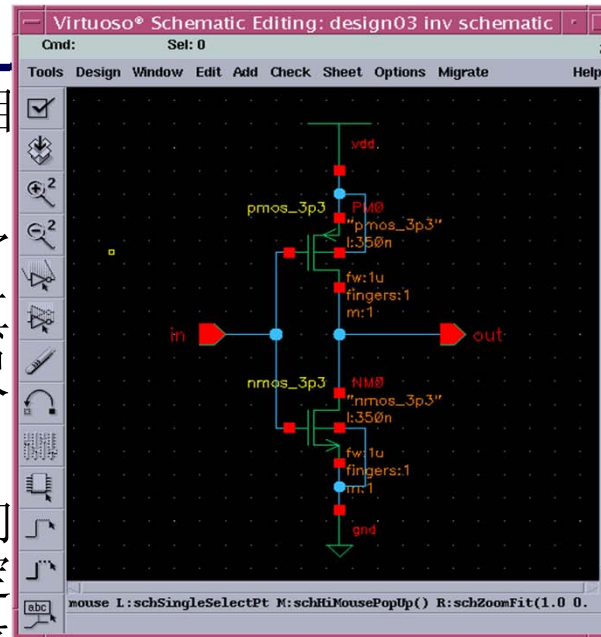 Virtuoso® Schematic Editing: design03 inv schematic
Cmd: Sel: 0
Tools Design Window Edit Add Check Sheet Options Migrate Help
vdd
pmos_3p3 PM0
"pmos_3p3"
l:350n
fw:1u
fingers:1
m:1
in out
nmos_3p3 NM0
"nmos_3p3"
l:350n
fw:1u
fingers:1
m:1
gnd
abc
mouse L:schSingleSelectPt M:schHiMousePopUp() R:schZoomFit(1.0 0.